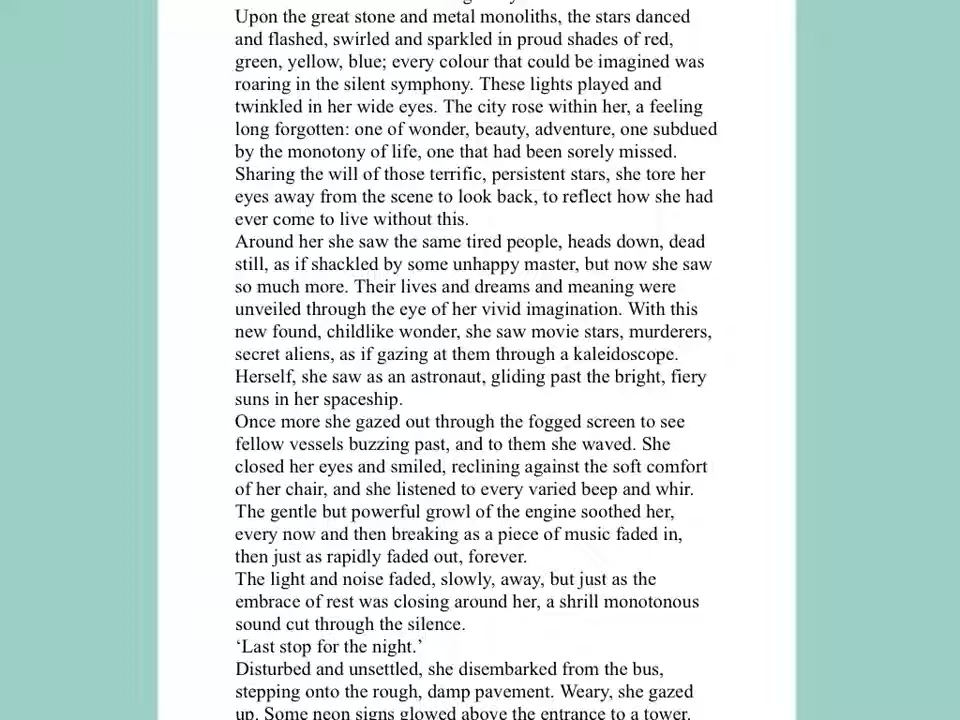 Upon the great stone and metal monoliths, the stars danced
and flashed, swirled and sparkled in proud shades of red,
green, yellow, blue; every colour that could be imagined was
roaring in the silent symphony. These lights played and
twinkled in her wide eyes. The city rose within her, a feeling
long forgotten: one of wonder, beauty, adventure, one subdued
by the monotony of life, one that had been sorely missed.
Sharing the will of those terrific, persistent stars, she tore her
eyes away from the scene to look back, to reflect how she had
ever come to live without this.
Around her she saw the same tired people, heads down, dead
still, as if shackled by some unhappy master, but now she saw
so much more. Their lives and dreams and meaning were
unveiled through the eye of her vivid imagination. With this
new found, childlike wonder, she saw movie stars, murderers,
secret aliens, as if gazing at them through a kaleidoscope.
Herself, she saw as an astronaut, gliding past the bright, fiery
suns in her spaceship.
Once more she gazed out through the fogged screen to see
fellow vessels buzzing past, and to them she waved. She
closed her eyes and smiled, reclining against the soft comfort
of her chair, and she listened to every varied beep and whir.
The gentle but powerful growl of the engine soothed her,
every now and then breaking as a piece of music faded in,
then just as rapidly faded out, forever.
The light and noise faded, slowly, away, but just as the
embrace of rest was closing around her, a shrill monotonous
sound cut through the silence.
‘Last stop for the night.’
Disturbed and unsettled, she disembarked from the bus,
stepping onto the rough, damp pavement. Weary, she gazed
up. Some neon signs glowed above the entrance to a tower.